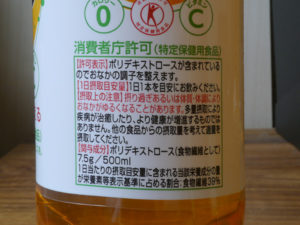 カロリー
0
ビタミン
C
消費者庁許可(特定保健用食品)
【許可表示】ポリデキストロースが含まれている
のでおなかの調子を整えます。
【1日摂取目安量】1日1本を目安にお飲みください。
【摂取上の注意】摂り過ぎあるいは体質・体調により
おなかがゆるくなることがあります。多量摂取により
疾病が治癒したり、より健康が増進するものでは
ありません。他の食品からの摂取量を考えて適量を
摂取してください。
【関与成分】ポリデキストロース(食物繊維として)
7.5g/500ml
1日当たりの摂取目安量に含まれる当該栄養成分の量
が栄養素等表示基準値に占める割合:食物繊維39%